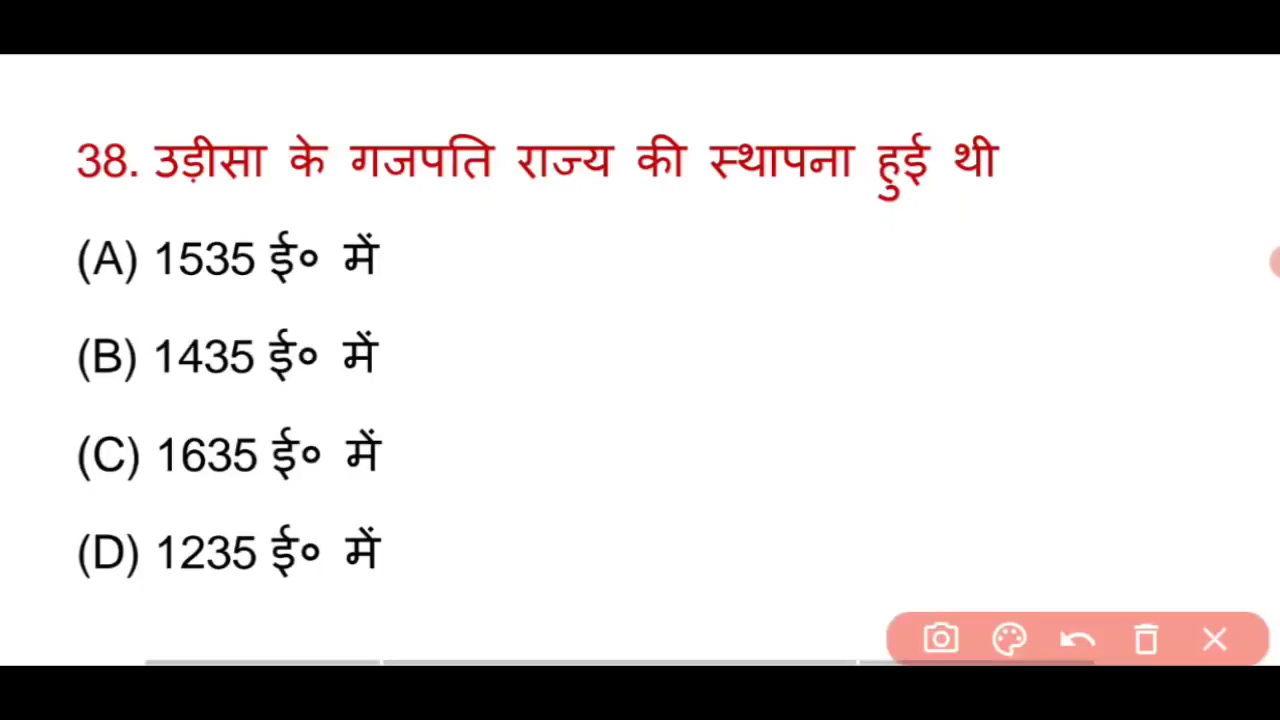 38. उड़ीसा के गजपति राज्य की स्थापना हुई थी
(A) 1535 ई० में
(B) 1435 ई० में
(C) 1635 ई० में
(D) 1235 ई० में